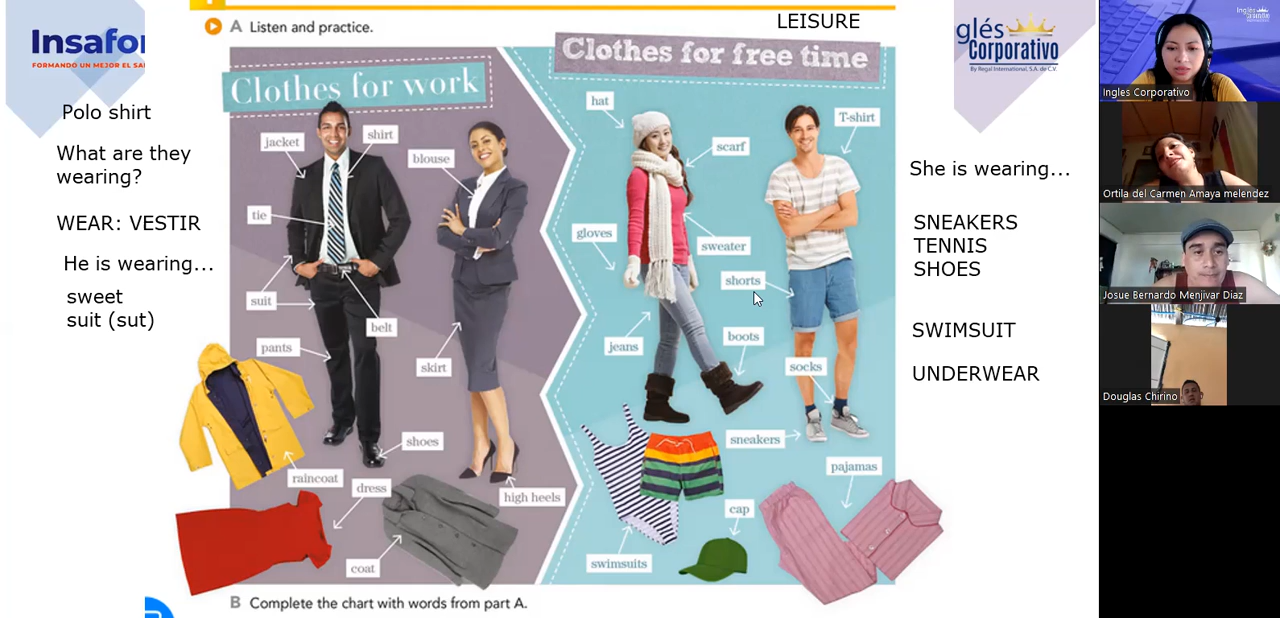 Insafor
FORMANDO UN MEJOR EL SAL
Polo shirt
What are they
wearing?
WEAR: VESTIR
He is wearing...
sweet
suit (sut)
A Listen and practice.
LEISURE
Clothes for work
jacket
shirt
blouse
tie
suit
belt
pants
skirt
shoes
raincoat
dress
high heels
coat
Clothes for free time
hat
T-shirt
scarf
gloves
sweater
shorts
jeans
boots
socks
sneakers
pajamas
cap
swimsuits
B Complete the chart with words from part A.
glés
Corporativo
By Regal International, S.A. de C.V.
She is wearing...
SNEAKERS
TENNIS
SHOES
SWIMSUIT
UNDERWEAR
Ingles Corporativo
Ortila del Carmen Amaya melendez
Josue Bernardo Menjivar Diaz
Douglas Chirino